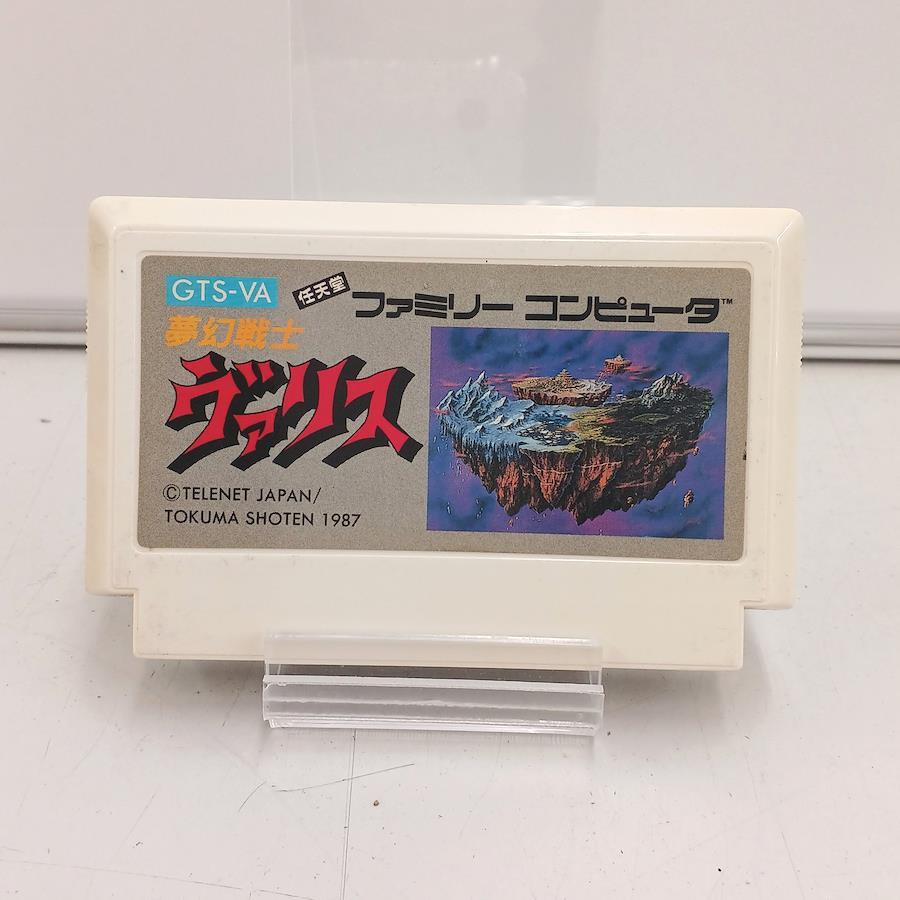 GTS-VA
任天堂 ファミリー コンピュータ™
夢幻戦士
ヴァリス
©TELENET JAPAN/
TOKUMA SHOTEN 1987